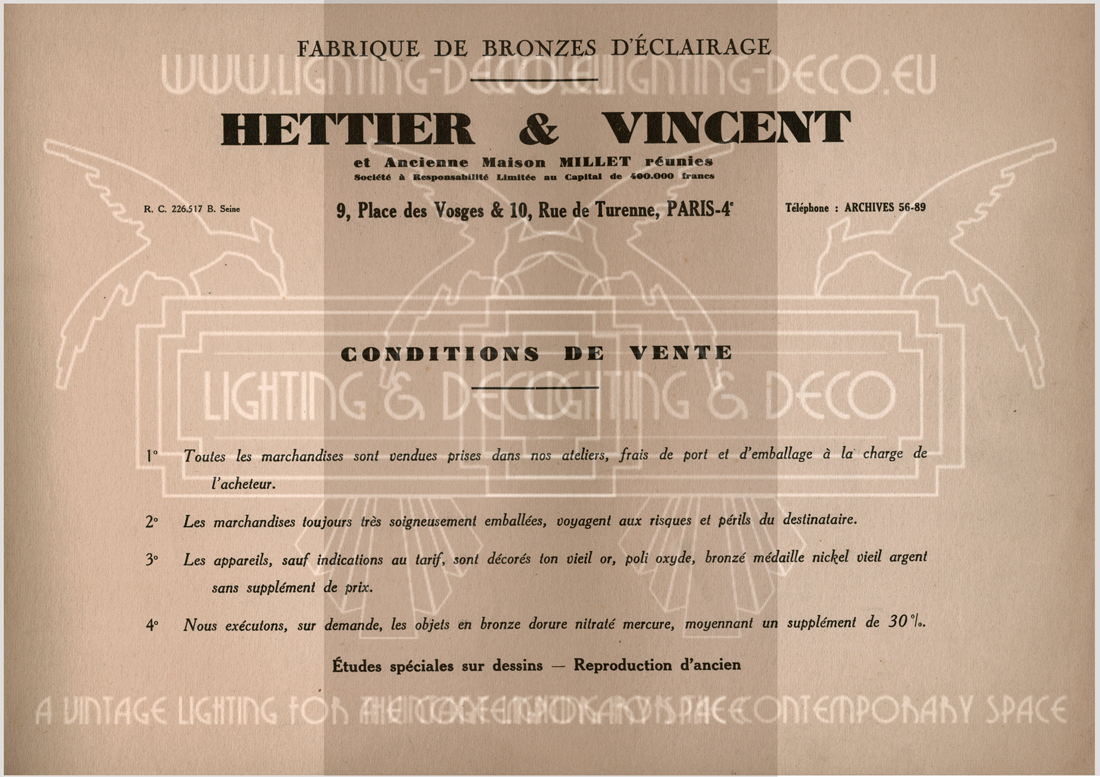 FABRIQUE DE BRONZES D'ÉCLAIRAGE
WWW.LIGHTING-DECO.EU LIGHTING-DECO.EU
HETTIER & VINCENT
et Ancienne Maison MILLET réunies
Société à Responsabilité Limitée au Capital de 400.000 francs
R. C. 226.517 B. Seine
9, Place des Vosges & 10, Rue de Turenne, PARIS-4e
Téléphone : ARCHIVES 56-89
CONDITIONS DE VENTE
LIGHTING & DECO LIGHTING & DECO
1° Toutes les marchandises sont vendues prises dans nos ateliers, frais de port et d'emballage à la charge de
l'acheteur.
2° Les marchandises toujours très soigneusement emballées, voyagent aux risques et périls du destinataire.
3° Les appareils, sauf indications au tarif, sont décorés ton vieil or, poli oxyde, bronzé médaille nickel vieil argent
sans supplément de prix.
4° Nous exécutons, sur demande, les objets en bronze dorure nitraté mercure, moyennant un supplément de 30 %.
Études spéciales sur dessins — Reproduction d'ancien
A VINTAGE LIGHTING FOR THE CONTEMPORARY SPACE